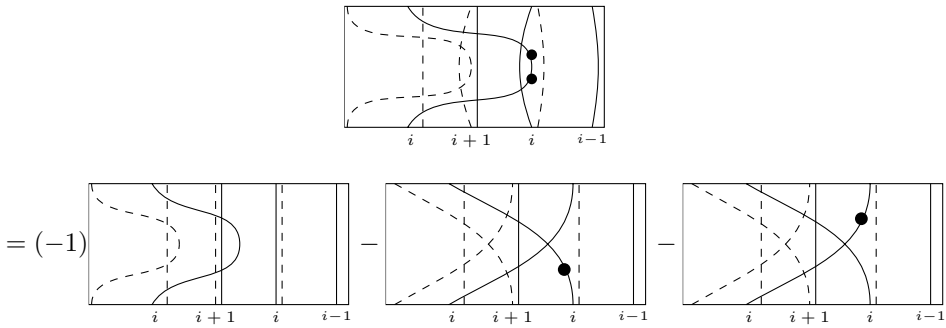 i i + 1 i i−1
= (−1) − −
i i + 1 i i−1 i i + 1 i i−1 i i + 1 i i−1